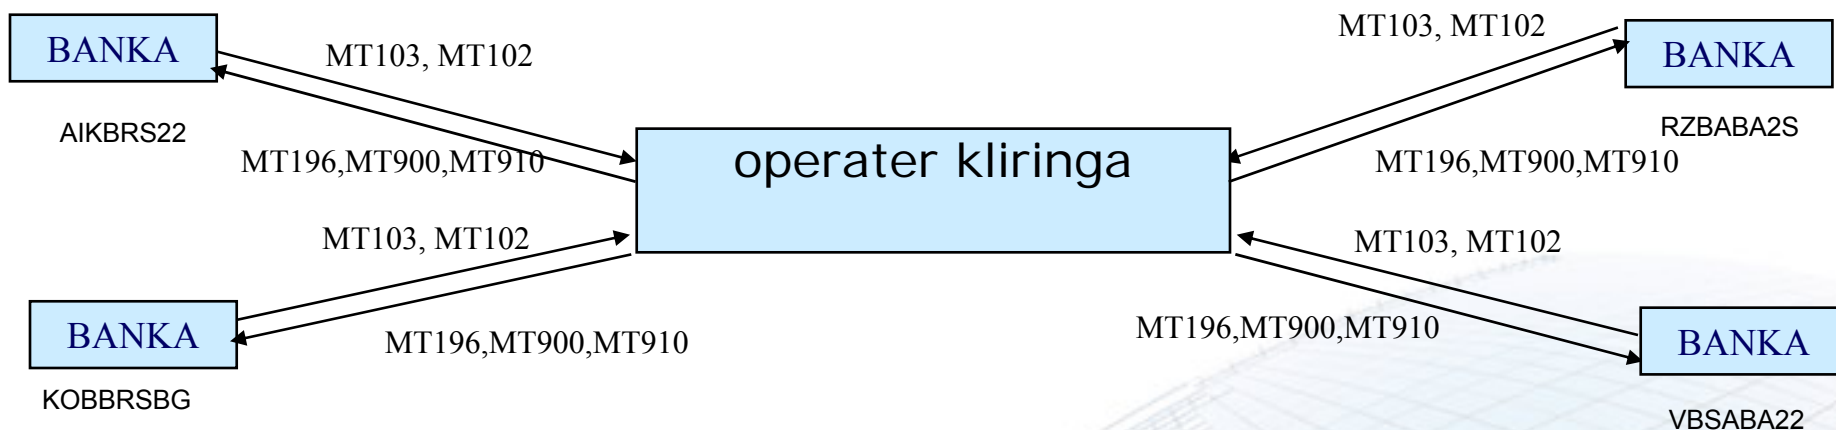 BANKA
AIKBRS22
MT103, MT102
MT196,MT900,MT910
operater kliringa
MT103, MT102
MT196,MT900,MT910
BANKA
RZBABA2S
MT103, MT102
MT196,MT900,MT910
BANKA
KOBBRSBG
MT103, MT102
MT196,MT900,MT910
BANKA
VBSABA22